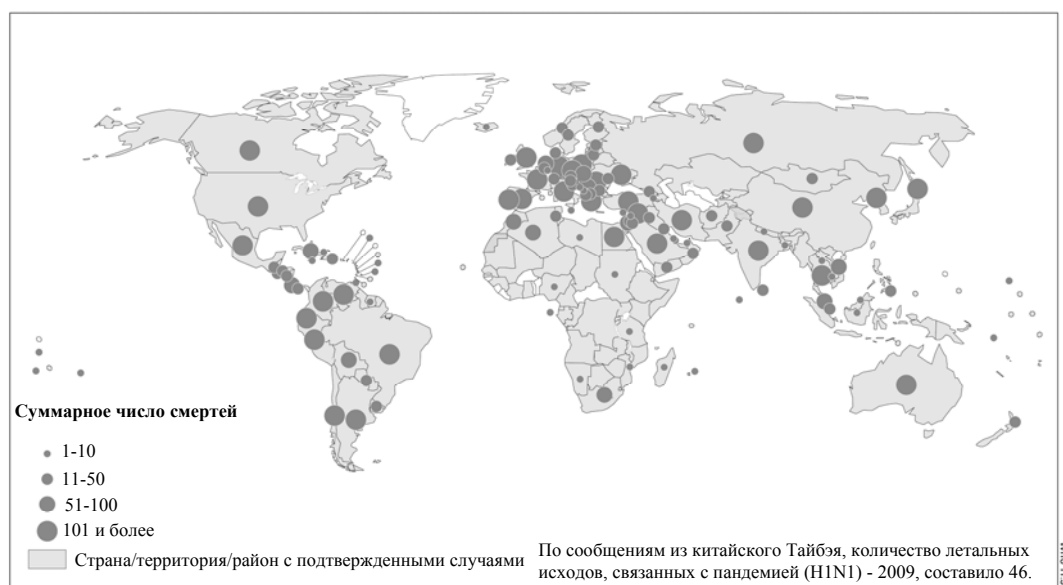 Суммарное число смертей
1-10
11-50
51-100
101 и более
Страна/территория/район с подтвержденными случаями
По сообщениям из китайского Тайбэя, количество летальных
исходов, связанных с пандемией (H1N1) - 2009, составило 46.